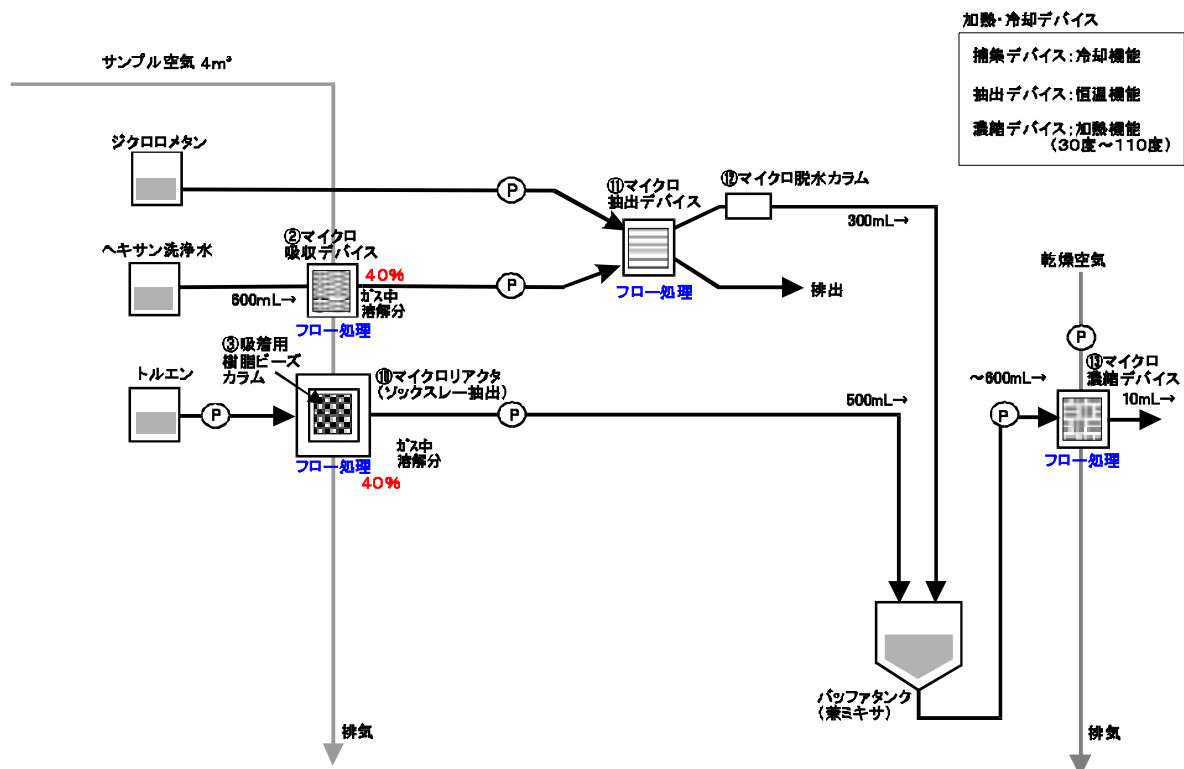 加熱・冷却デバイス
捕集デバイス：冷却機能
抽出デバイス：恒温機能
濃縮デバイス；加熱機能
（30度～110度）
サンプル空気 4m³
ジクロロメタン
P
⑪マイクロ
抽出デバイス
⑫マイクロ脱水カラム
300mL→
ヘキサン洗浄水
②マイクロ
吸収デバイス
600mL→
40%
ガス中
溶解分
フロー処理
P
フロー処理
排出
乾燥空気
P
トルエン
P
③吸着用
樹脂ビーズ
カラム
⑩マイクロリアクタ
（ソックスレー抽出）
P
500mL→
ガス中
溶解分
フロー処理
40%
～600mL→
P
⑬マイクロ
濃縮デバイス
10mL→
フロー処理
バッファタンク
（兼ミキサ）
排気
排気